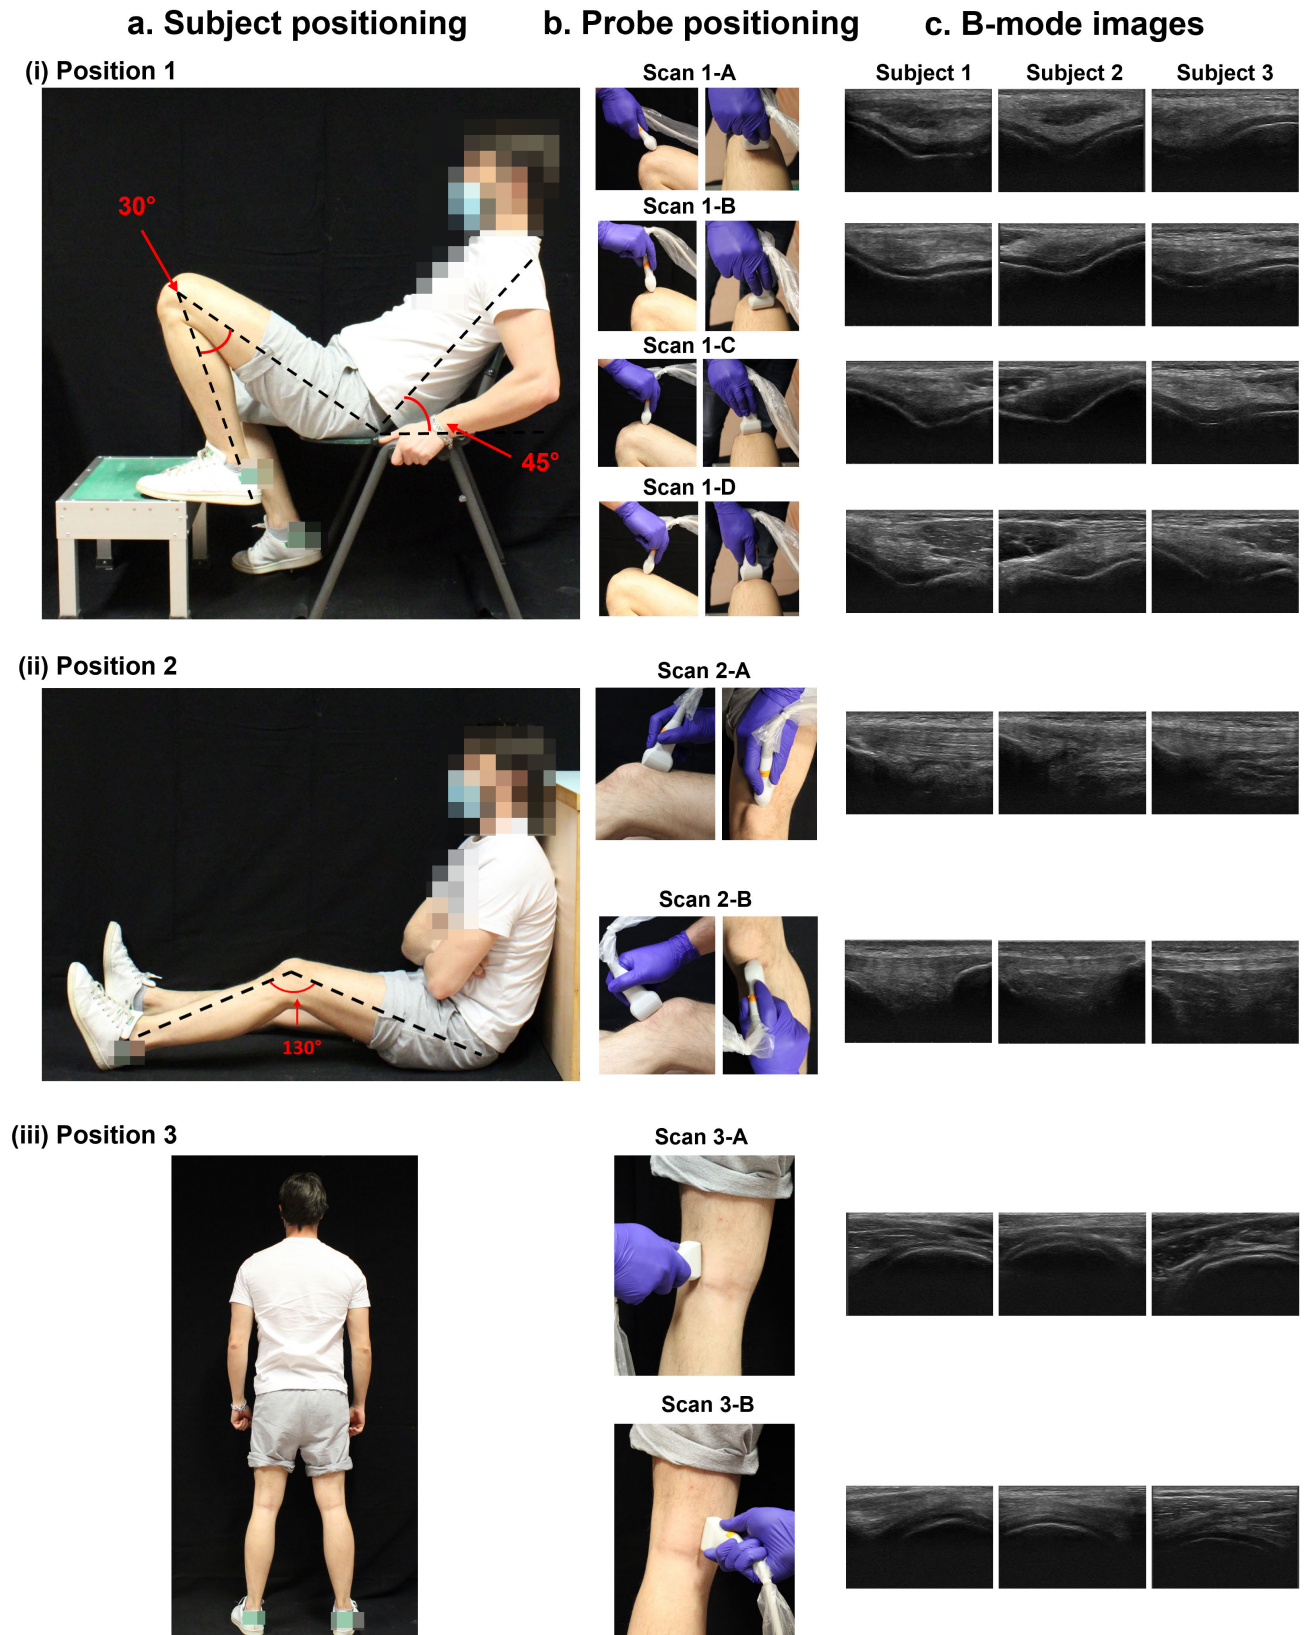 a. Subject positioning
b. Probe positioning
c. B-mode images
(i) Position 1
Scan 1-A
Subject 1
Subject 2
Subject 3
30°
45°
Scan 1-B
Scan 1-C
Scan 1-D
(ii) Position 2
Scan 2-A
130°
Scan 2-B
(iii) Position 3
Scan 3-A
Scan 3-B